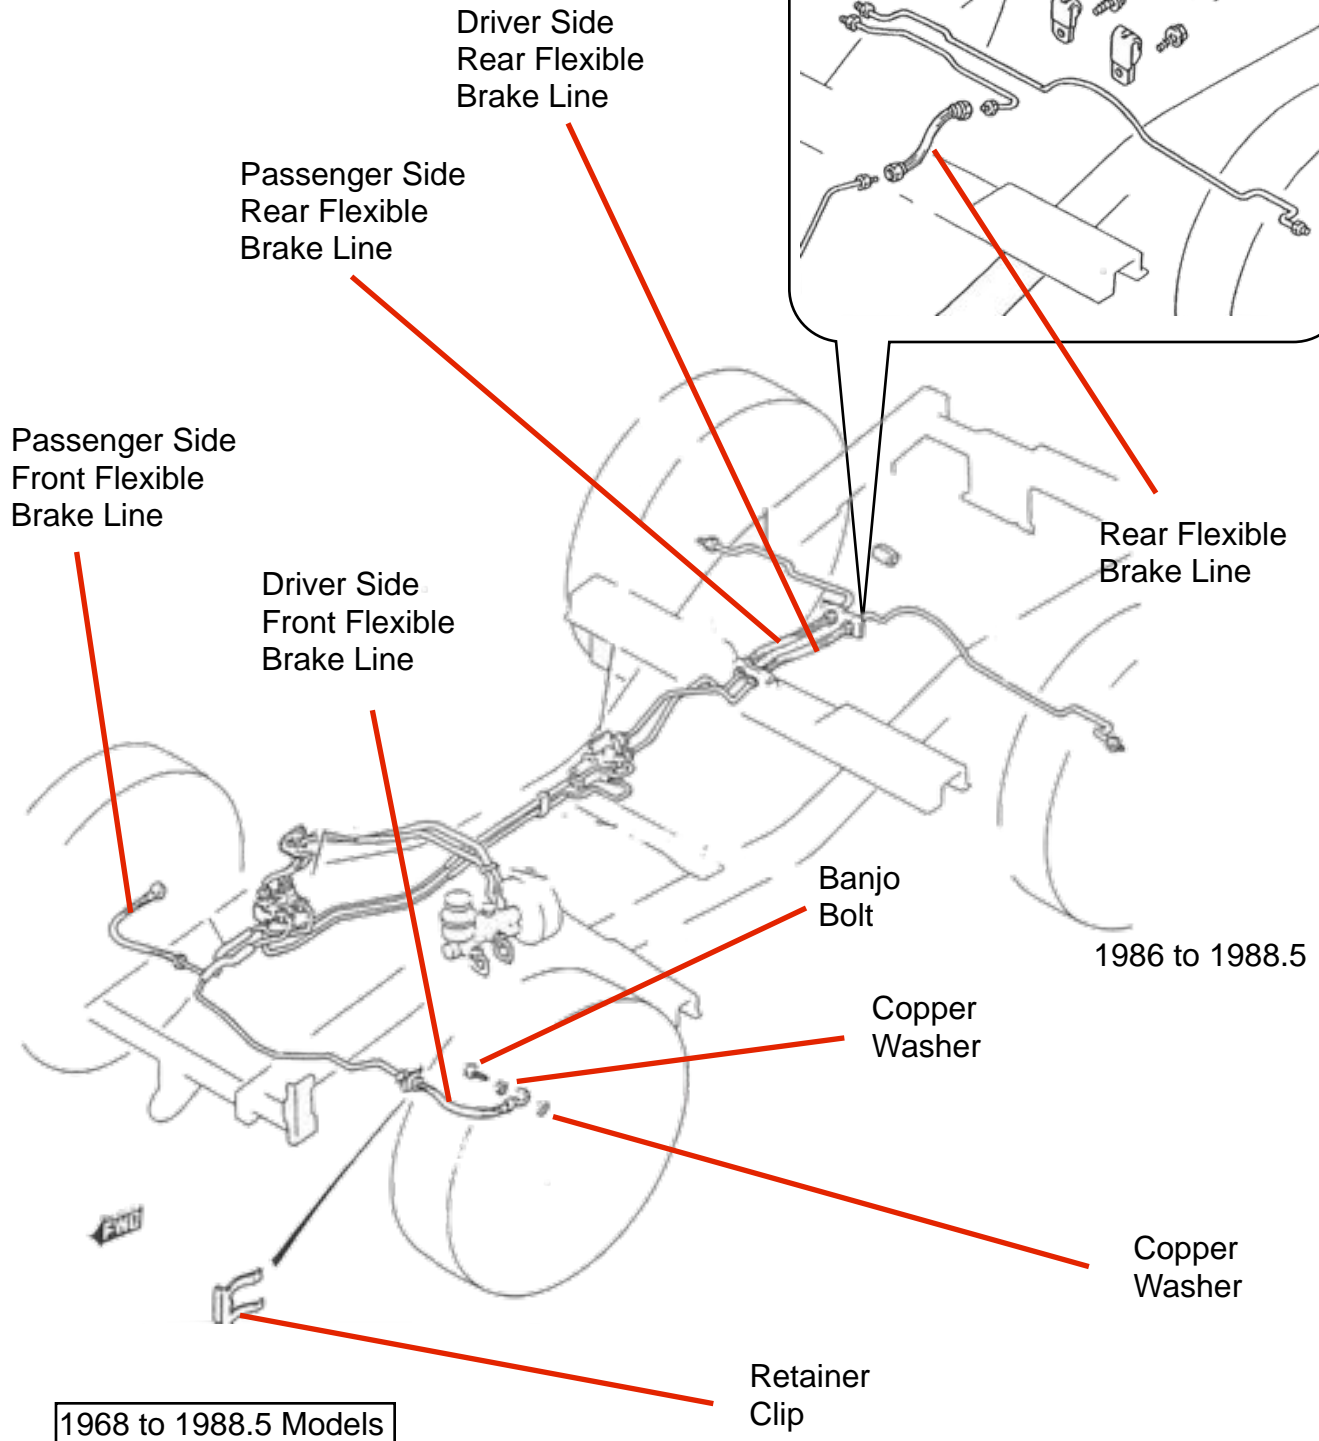 Driver Side
Rear Flexible
Brake Line
Passenger Side
Rear Flexible
Brake Line
Passenger Side
Front Flexible
Brake Line
Driver Side
Front Flexible
Brake Line
Rear Flexible
Brake Line
Banjo
Bolt
1986 to 1988.5
Copper
Washer
FWD
Copper
Washer
Retainer
Clip
1968 to 1988.5 Models